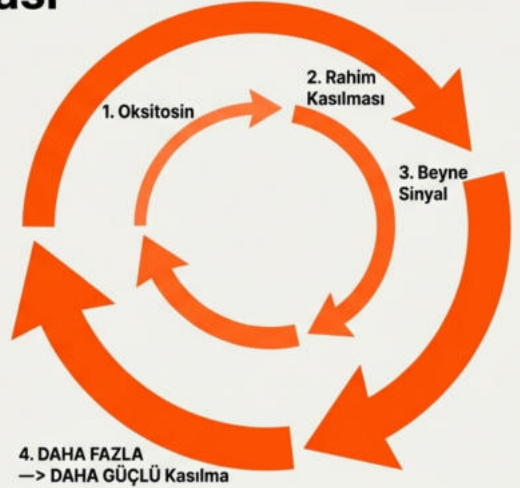 1. Oksitosin
2. Rahim
Kasılması
3. Beyne
Sinyal
4. DAHA FAZLA
—> DAHA GÜÇLÜ Kasılma